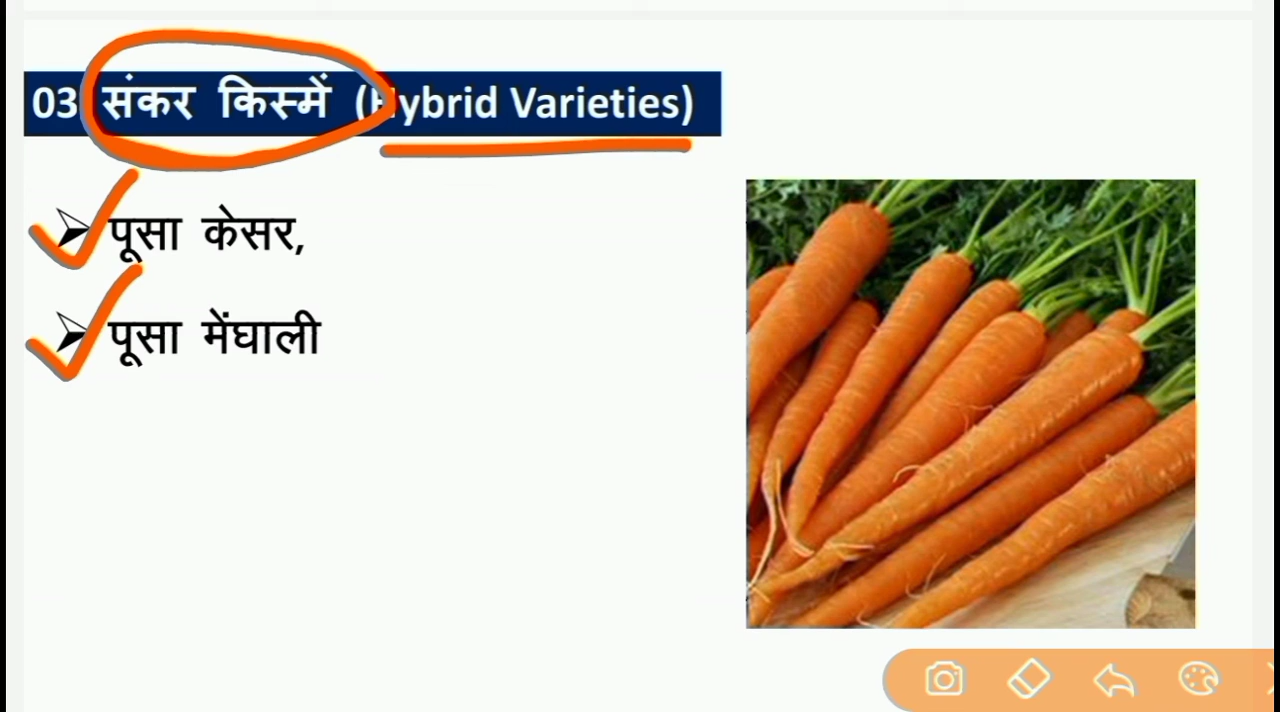 03 संकर किस्में (Hybrid Varieties)
पूसा केसर,
पूसा मेंघाली